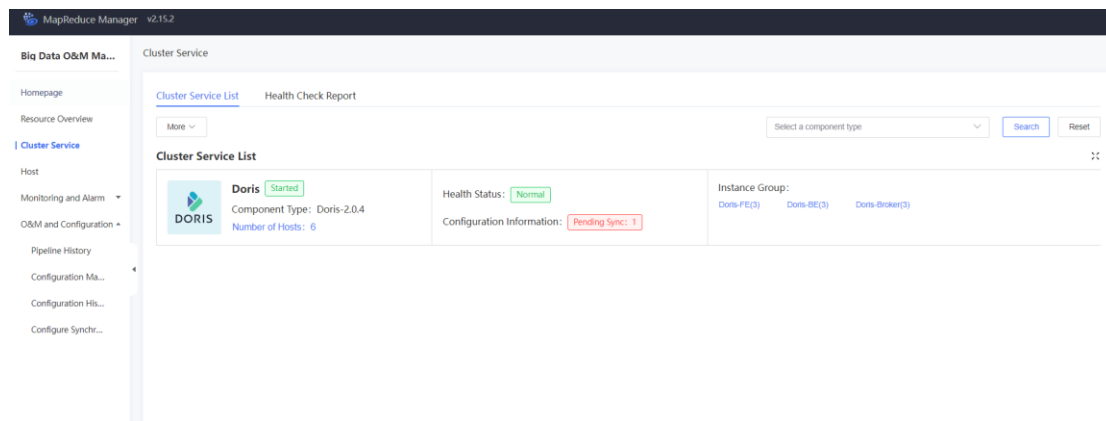 MapReduce Manager v2.15.2
Big Data O&M Ma...
Cluster Service
Homepage
Resource Overview
Cluster Service
Host
Monitoring and Alarm
O&M and Configuration
Pipeline History
Configuration Ma...
Configuration His...
Configure Synchr...
Cluster Service List Health Check Report
More
Select a component type
Search Reset
Cluster Service List
DORIS
Doris Started
Component Type: Doris-2.0.4
Number of Hosts: 6
Health Status: Normal
Configuration Information: Pending Sync: 1
Instance Group:
Doris-FE(3) Doris-BE(3) Doris-Broker(3)